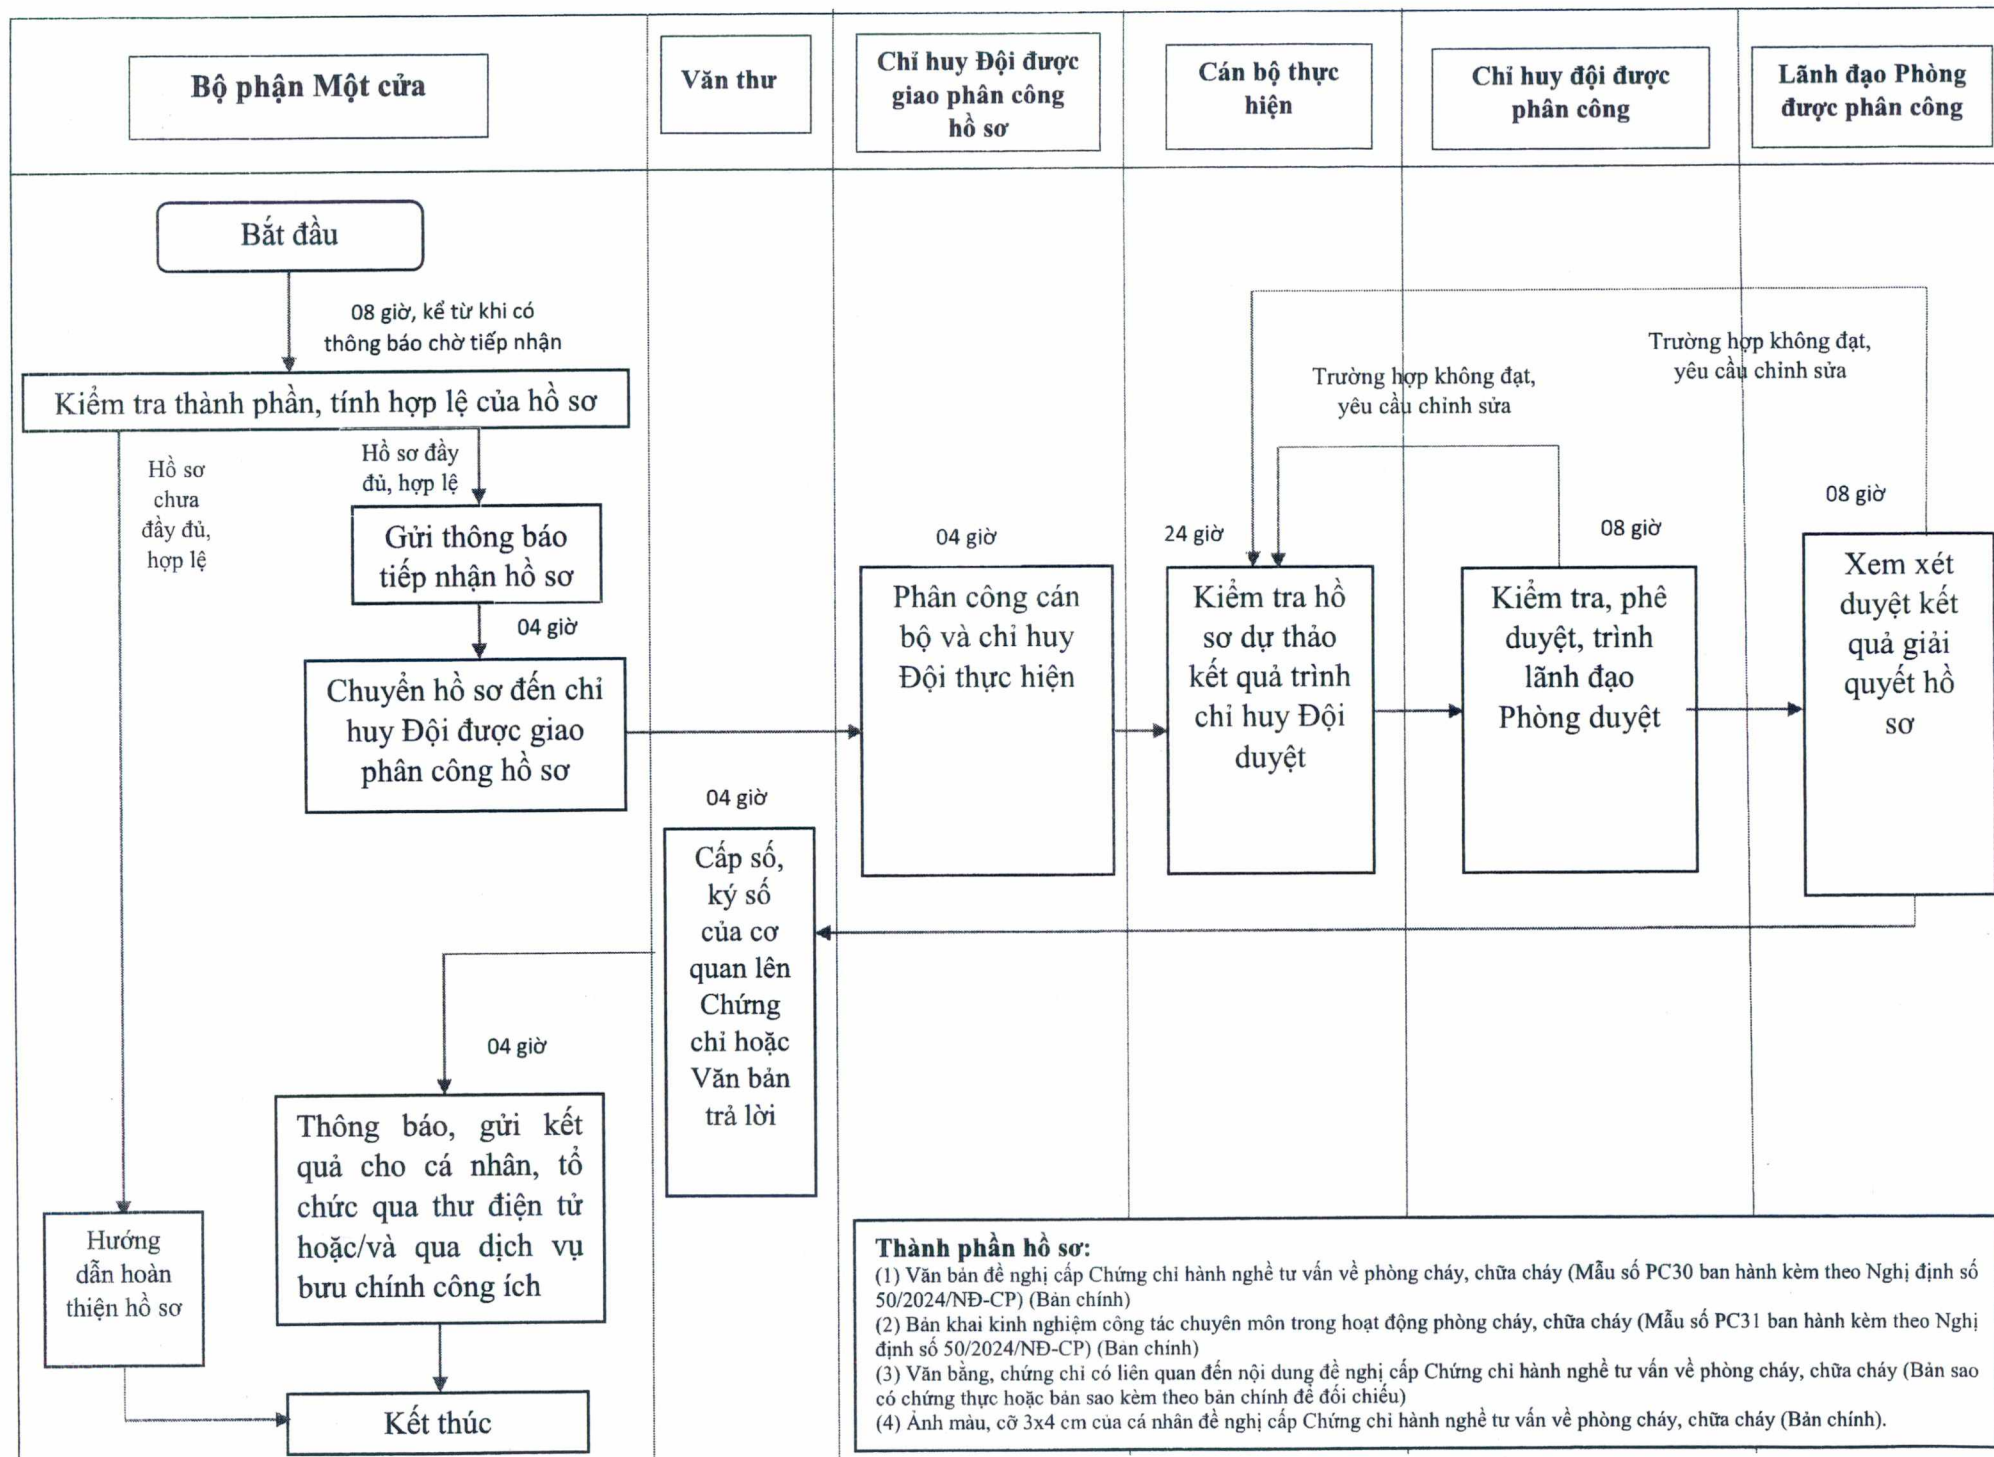 Bộ phận Một cửa
Văn thư
Chỉ huy Đội được
giao phân công
hồ sơ
Cán bộ thực
hiện
Chỉ huy đội được
phân công
Lãnh đạo Phòng
được phân công
Bắt đầu
08 giờ, kể từ khi có
thông báo chờ tiếp nhận
Kiểm tra thành phần, tính hợp lệ của hồ sơ
Hồ sơ
chưa
đầy đủ,
hợp lệ
Hồ sơ đầy
đủ, hợp lệ
Gửi thông báo
tiếp nhận hồ sơ
04 giờ
Chuyển hồ sơ đến chỉ
huy Đội được giao
phân công hồ sơ
04 giờ
Phân công cán
bộ và chỉ huy
Đội thực hiện
24 giờ
Kiểm tra hồ
sơ dự thảo
kết quả trình
chỉ huy Đội
duyệt
Trường hợp không đạt,
yêu cầu chỉnh sửa
08 giờ
Kiểm tra, phê
duyệt, trình
lãnh đạo
Phòng duyệt
Trường hợp không đạt,
yêu cầu chỉnh sửa
08 giờ
Xem xét
duyệt kết
quả giải
quyết hồ
sơ
04 giờ
Cấp số,
ký số
của cơ
quan lên
Chứng
chỉ hoặc
Văn bản
trả lời
04 giờ
Thông báo, gửi kết
quả cho cá nhân, tổ
chức qua thư điện tử
hoặc/và qua dịch vụ
bưu chính công ích
Hướng
dẫn hoàn
thiện hồ sơ
Kết thúc
Thành phần hồ sơ:
(1) Văn bản đề nghị cấp Chứng chỉ hành nghề tư vấn về phòng cháy, chữa cháy (Mẫu số PC30 ban hành kèm theo Nghị định số
50/2024/NĐ-CP) (Bản chính)
(2) Bản khai kinh nghiệm công tác chuyên môn trong hoạt động phòng cháy, chữa cháy (Mẫu số PC31 ban hành kèm theo Nghị
định số 50/2024/NĐ-CP) (Bản chính)
(3) Văn bằng, chứng chỉ có liên quan đến nội dung đề nghị cấp Chứng chỉ hành nghề tư vấn về phòng cháy, chữa cháy (Bản sao
có chứng thực hoặc bản sao kèm theo bản chính để đối chiếu)
(4) Ảnh màu, cỡ 3x4 cm của cá nhân đề nghị cấp Chứng chỉ hành nghề tư vấn về phòng cháy, chữa cháy (Bản chính).